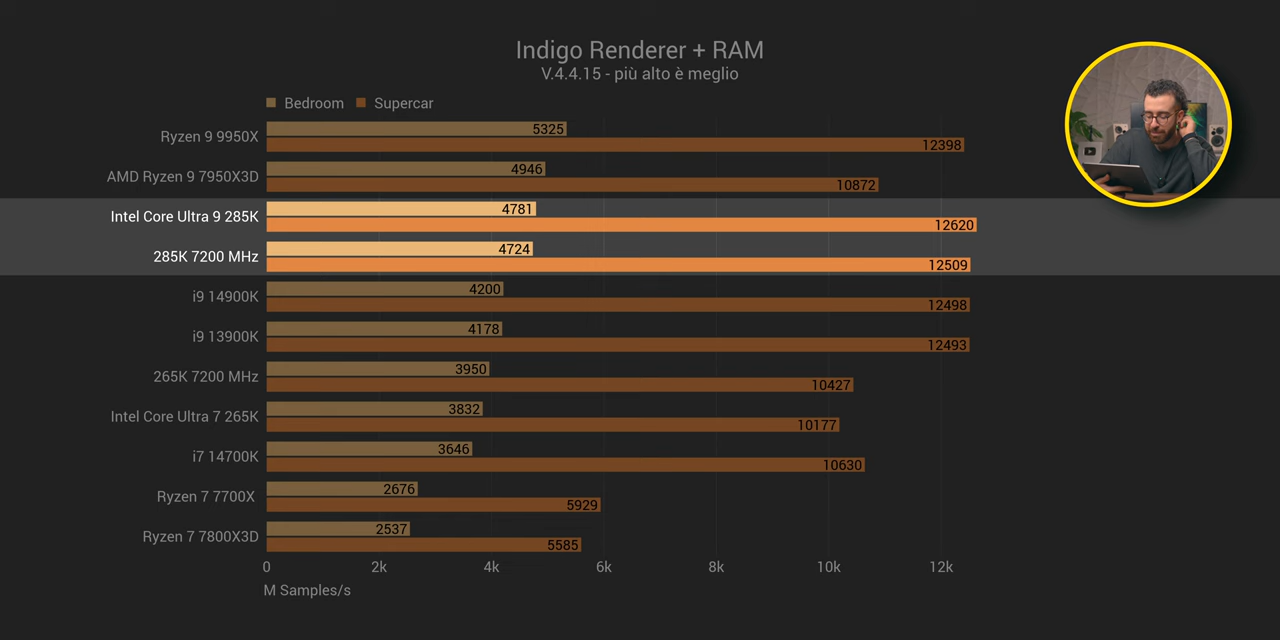 Indigo Renderer + RAM
V.4.4.15 - più alto è meglio
Bedroom Supercar
Ryzen 9 9950X 5325 12398
AMD Ryzen 9 7950X3D 4946 10872
Intel Core Ultra 9 285K 4781 12620
285K 7200 MHz 4724 12509
i9 14900K 4200 12498
i9 13900K 4178 12493
265K 7200 MHz 3950 10427
Intel Core Ultra 7 265K 3832 10177
i7 14700K 3646 10630
Ryzen 7 7700X 2676 5929
Ryzen 7 7800X3D 2537 5585
0 2k 4k 6k 8k 10k 12k
M Samples/s